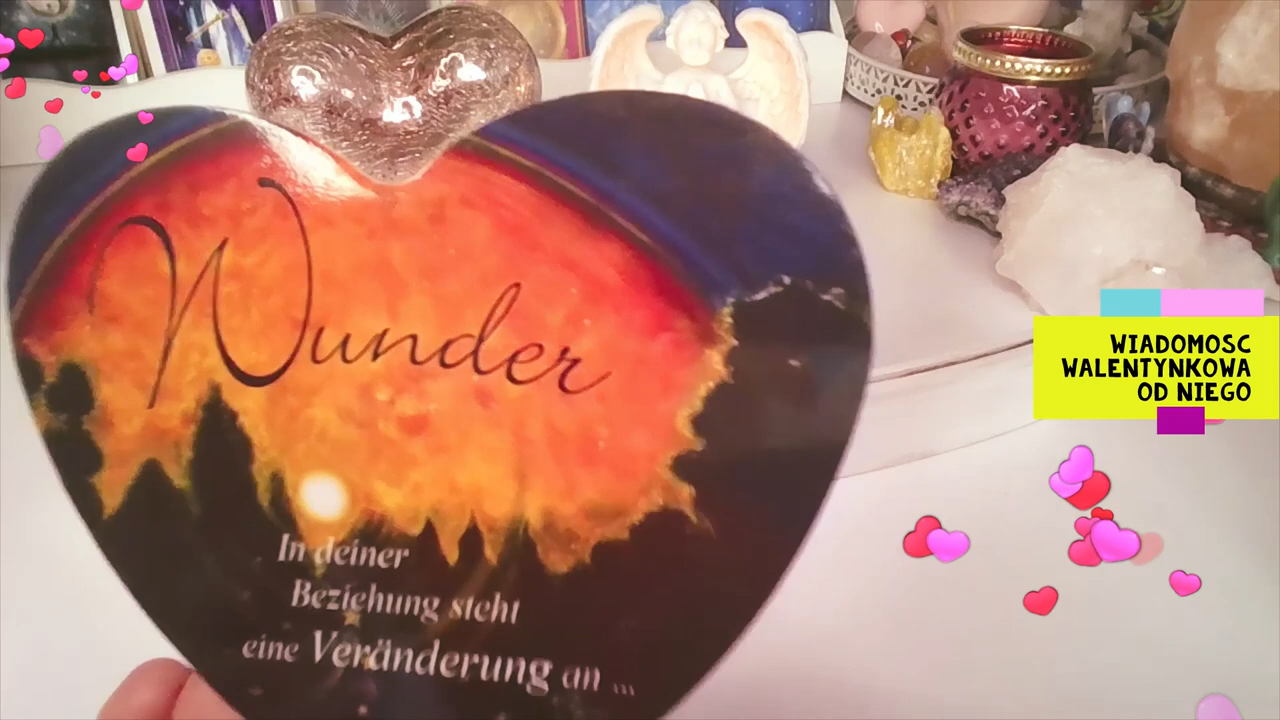 Wunder
In deiner
Beziehung steht
eine Veränderung an ...
WIADOMOSC
WALENTYNKOWA
OD NIEGO